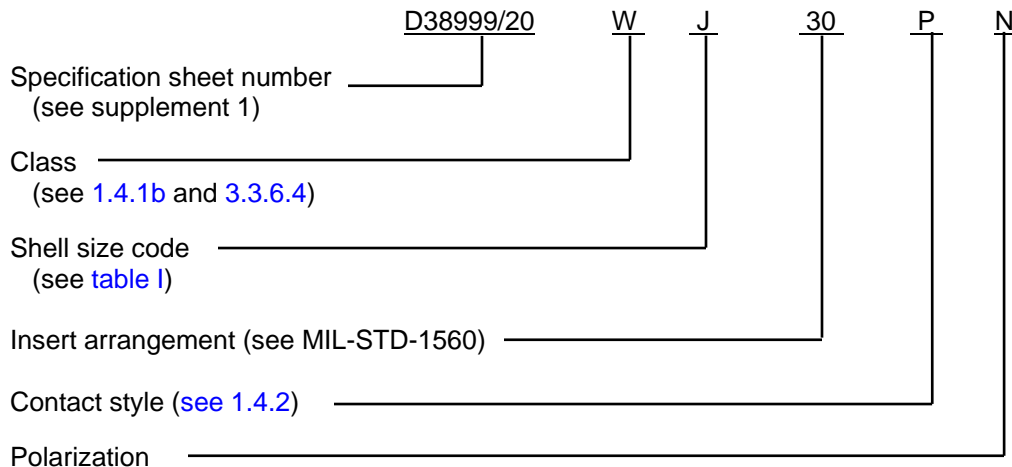 D38999/20 W J 30 P N
Specification sheet number
(see supplement 1)
Class
(see 1.4.1b and 3.3.6.4)
Shell size code
(see table I)
Insert arrangement (see MIL-STD-1560)
Contact style (see 1.4.2)
Polarization